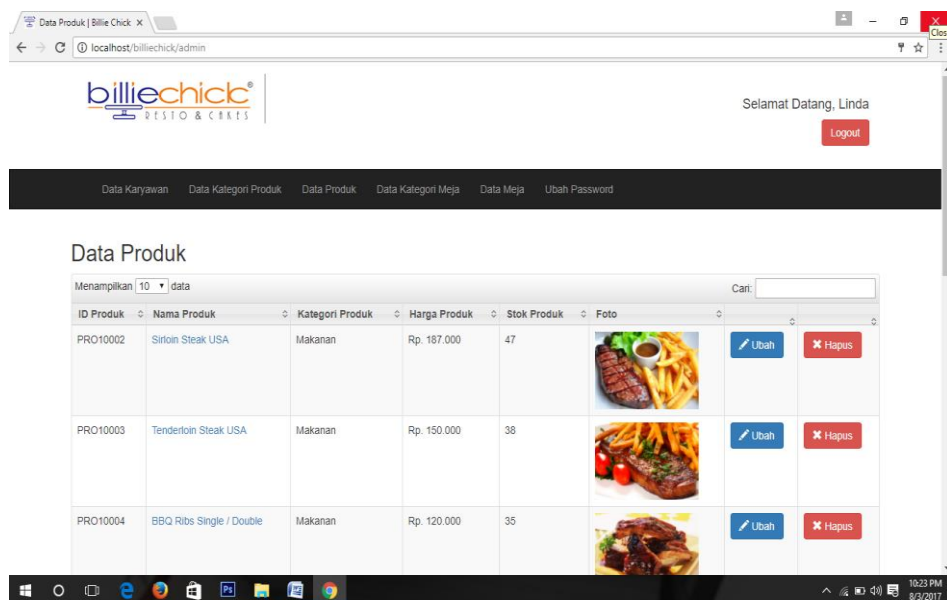 Data Produk | Billie Chick
Clos
localhost/billiechick/admin
billiechick®
RESTO & CAKES
Selamat Datang, Linda
Logout
Data Karyawan Data Kategori Produk Data Produk Data Kategori Meja Data Meja Ubah Password
Data Produk
Menampilkan 10 data
Cari:
ID Produk Nama Produk Kategori Produk Harga Produk Stok Produk Foto
PRO10002 Sirloin Steak USA Makanan Rp. 187.000 47 Ubah Hapus
PRO10003 Tenderloin Steak USA Makanan Rp. 150.000 38 Ubah Hapus
PRO10004 BBQ Ribs Single / Double Makanan Rp. 120.000 35 Ubah Hapus
Ps
10:23 PM
8/3/2017